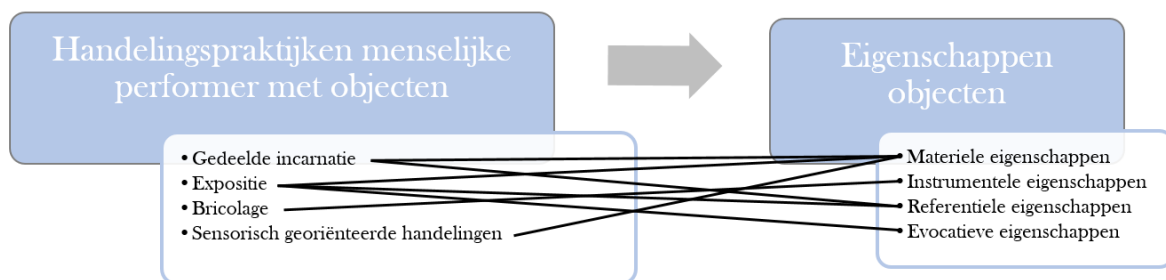 Handelingspraktijken menselijke
performer met objecten
Eigenschappen
objecten
• Gedeelde incarnatie
• Expositie
• Bricolage
• Sensorisch georiënteerde handelingen
• Materiele eigenschappen
• Instrumentele eigenschappen
• Referentiele eigenschappen
• Evocatieve eigenschappen